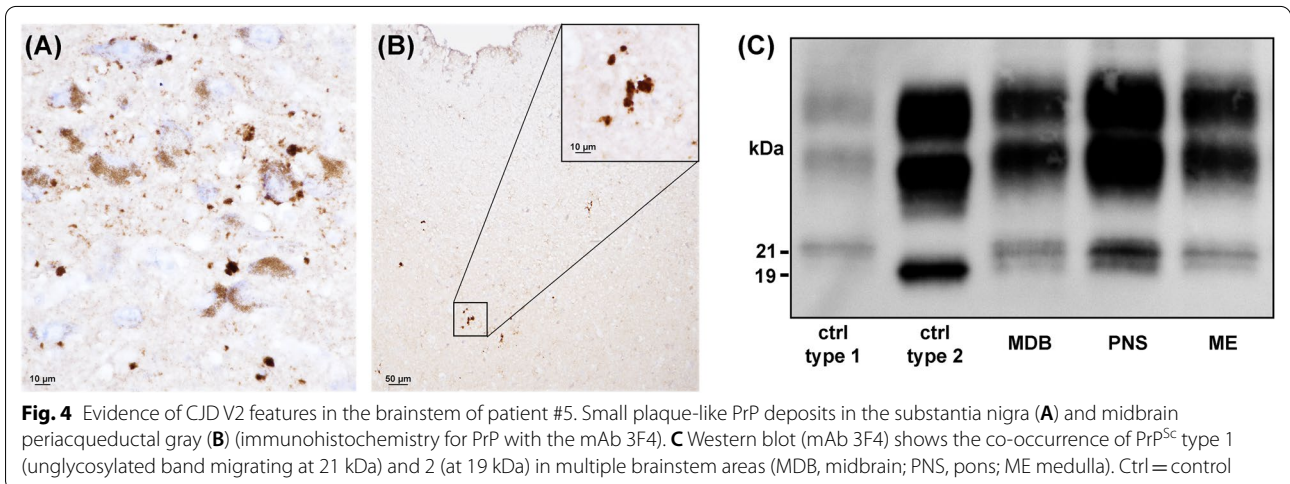 (A)
10 µm
(B)
10 µm
50 µm
(C)
kDa
21
19
ctrl type 1
ctrl type 2
MDB
PNS
ME
Fig. 4 Evidence of CJD V2 features in the brainstem of patient #5. Small plaque-like PrP deposits in the substantia nigra (A) and midbrain
periacqueductal gray (B) (immunohistochemistry for PrP with the mAb 3F4). C Western blot (mAb 3F4) shows the co-occurrence of PrPSc type 1
(unglycosylated band migrating at 21 kDa) and 2 (at 19 kDa) in multiple brainstem areas (MDB, midbrain; PNS, pons; ME medulla). Ctrl = control